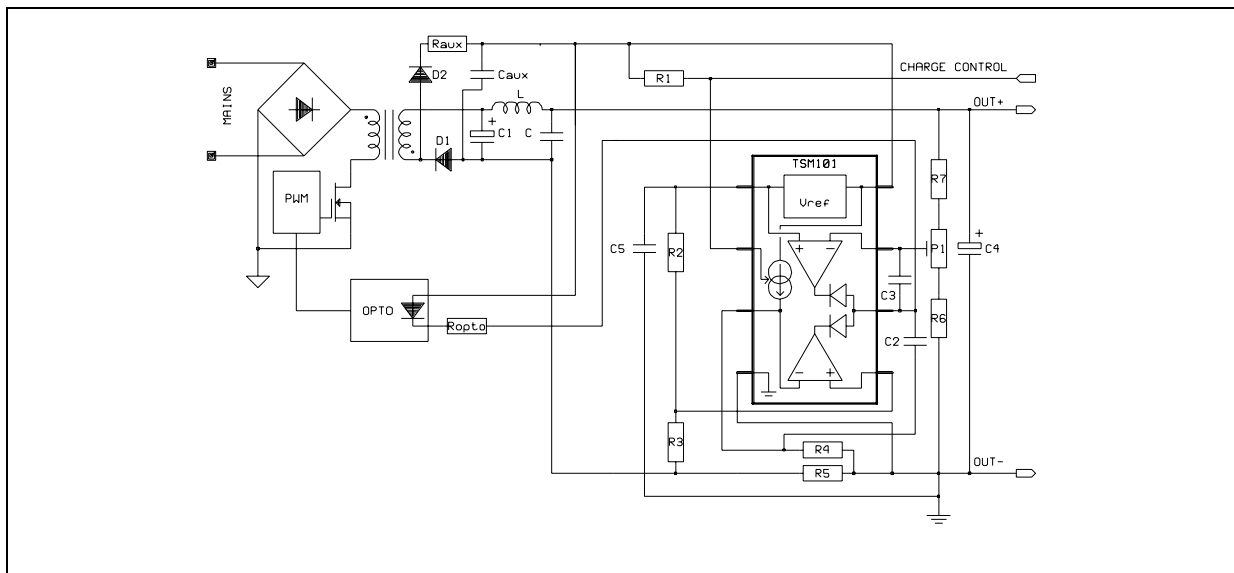 Raux
D2
Caux
R1
CHARGE CONTROL
MAINS
L
OUT+
C1
C
D1
TSM101
PWM
Vref
R7
C5
R2
P1
C4
C3
OPTO
Ropto
R6
C2
R3
R4
R5
OUT-